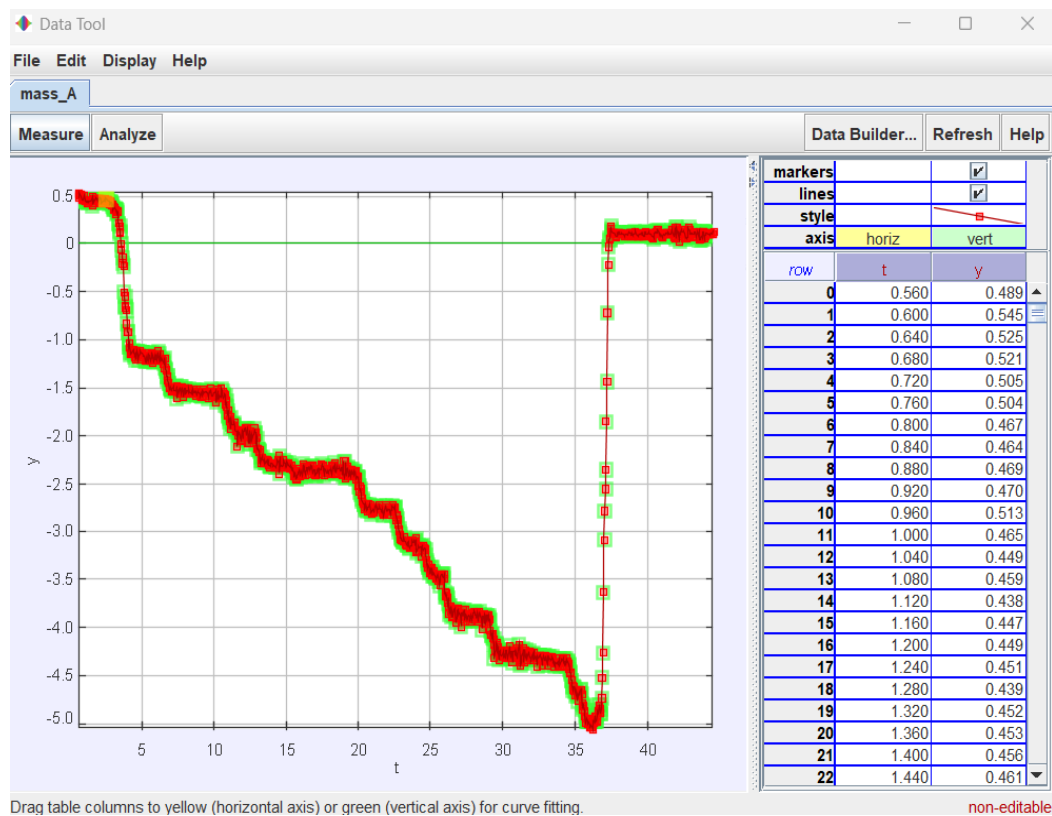 Data Tool
File Edit Display Help
mass_A
Measure Analyze Data Builder... Refresh Help
0.5
0
-0.5
-1.0
-1.5
-2.0
-2.5
-3.0
-3.5
-4.0
-4.5
-5.0
y
5 10 15 20 25 30 35 40
t
markers
lines
style
axis horiz vert
row t y
0 0.560 0.489
1 0.600 0.545
2 0.640 0.525
3 0.680 0.521
4 0.720 0.505
5 0.760 0.504
6 0.800 0.467
7 0.840 0.464
8 0.880 0.469
9 0.920 0.470
10 0.960 0.513
11 1.000 0.465
12 1.040 0.449
13 1.080 0.459
14 1.120 0.438
15 1.160 0.447
16 1.200 0.449
17 1.240 0.451
18 1.280 0.439
19 1.320 0.452
20 1.360 0.453
21 1.400 0.456
22 1.440 0.461
Drag table columns to yellow (horizontal axis) or green (vertical axis) for curve fitting. non-editable